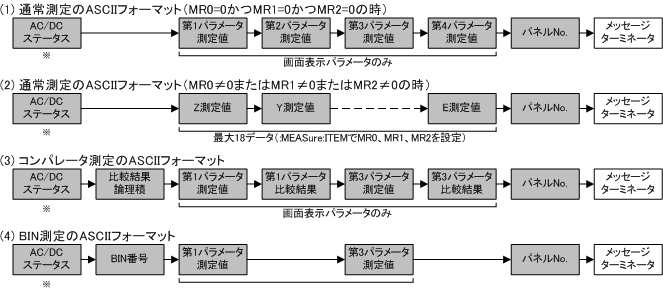 (1) 通常測定のASCIIフォーマット(MR0=0かつMR1=0かつMR2=0の時)
AC/DC
ステータス
第1パラメータ
測定値
第2パラメータ
測定値
第3パラメータ
測定値
第4パラメータ
測定値
パネルNo.
メッセージ
ターミネータ
※
画面表示パラメータのみ
(2) 通常測定のASCIIフォーマット(MR0≠0またはMR1≠0またはMR2≠0の時)
AC/DC
ステータス
Z測定値
Y測定値
E測定値
パネルNo.
メッセージ
ターミネータ
※
最大18データ(:MEASure:ITEMでMR0、MR1、MR2を設定)
(3) コンパレータ測定のASCIIフォーマット
AC/DC
ステータス
比較結果
論理積
第1パラメータ
測定値
第1パラメータ
比較結果
第3パラメータ
測定値
第3パラメータ
比較結果
パネルNo.
メッセージ
ターミネータ
※
画面表示パラメータのみ
(4) BIN測定のASCIIフォーマット
AC/DC
ステータス
BIN番号
第1パラメータ
測定値
第3パラメータ
測定値
パネルNo.
メッセージ
ターミネータ
※